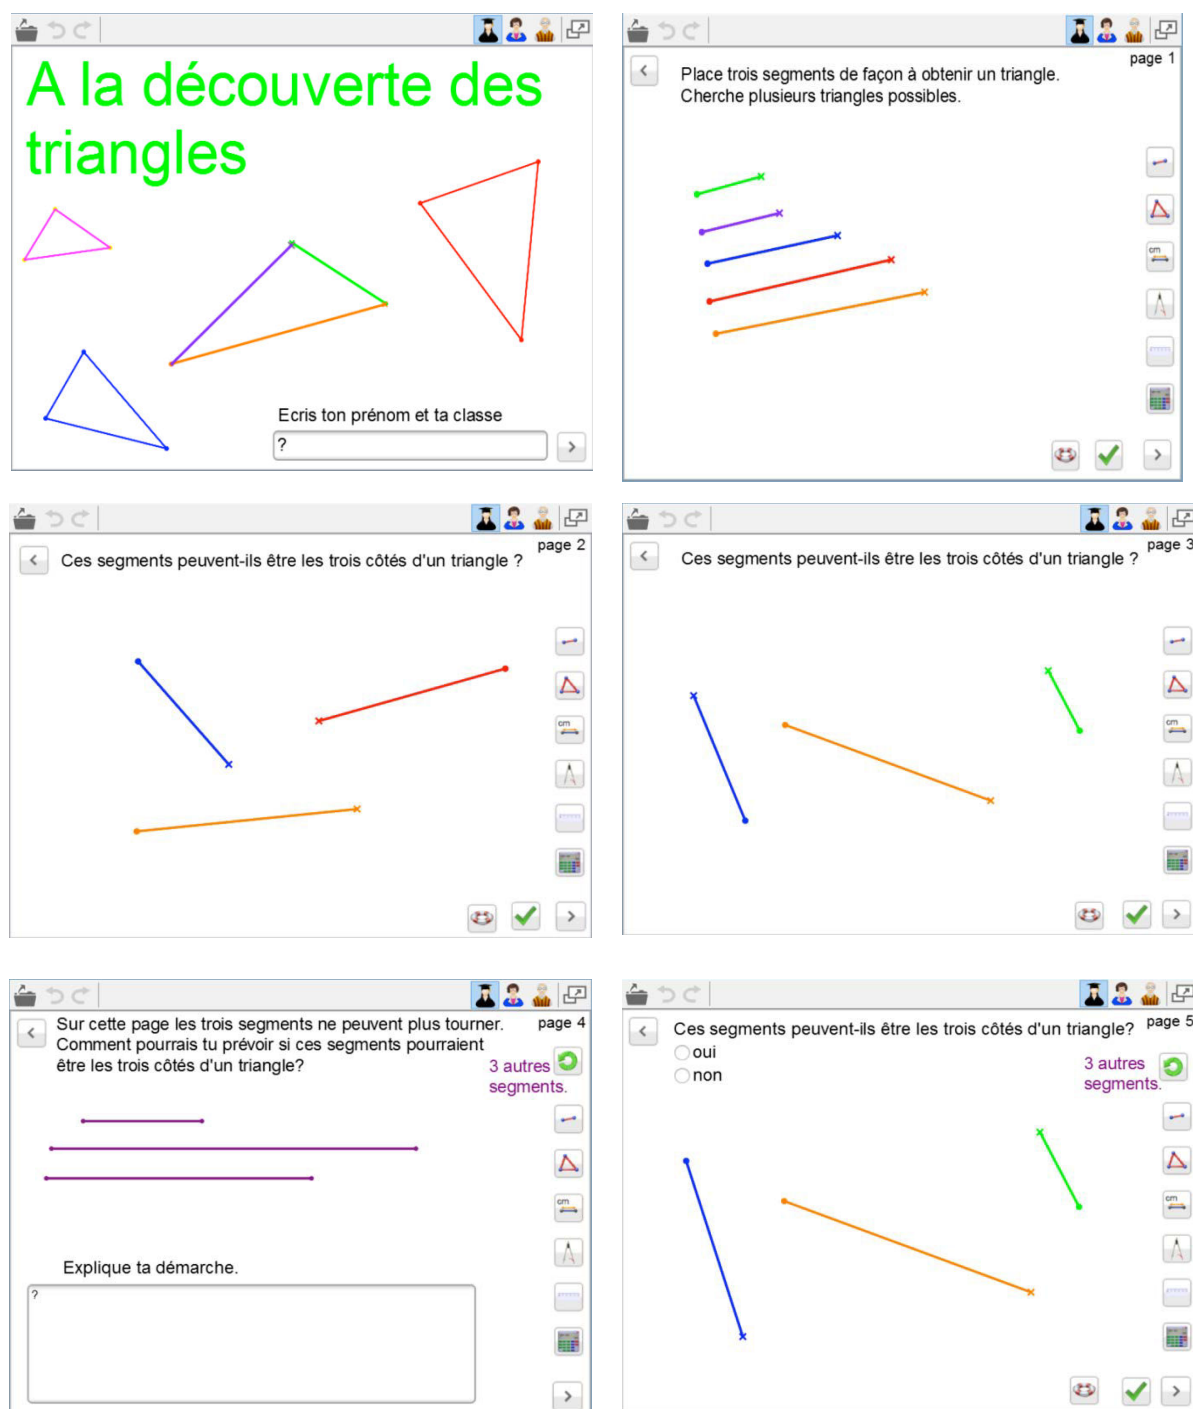 A la découverte des
triangles
Ecris ton prénom et ta classe
?
page 1
Place trois segments de façon à obtenir un triangle.
Cherche plusieurs triangles possibles.
cm
page 2
Ces segments peuvent-ils être les trois côtés d'un triangle ?
cm
page 3
Ces segments peuvent-ils être les trois côtés d'un triangle ?
cm
Sur cette page les trois segments ne peuvent plus tourner.
page 4
Comment pourrais tu prévoir si ces segments pourraient
être les trois côtés d'un triangle?
3 autres
segments.
cm
Explique ta démarche.
?
Ces segments peuvent-ils être les trois côtés d'un triangle?
page 5
oui
non
3 autres
segments.
cm